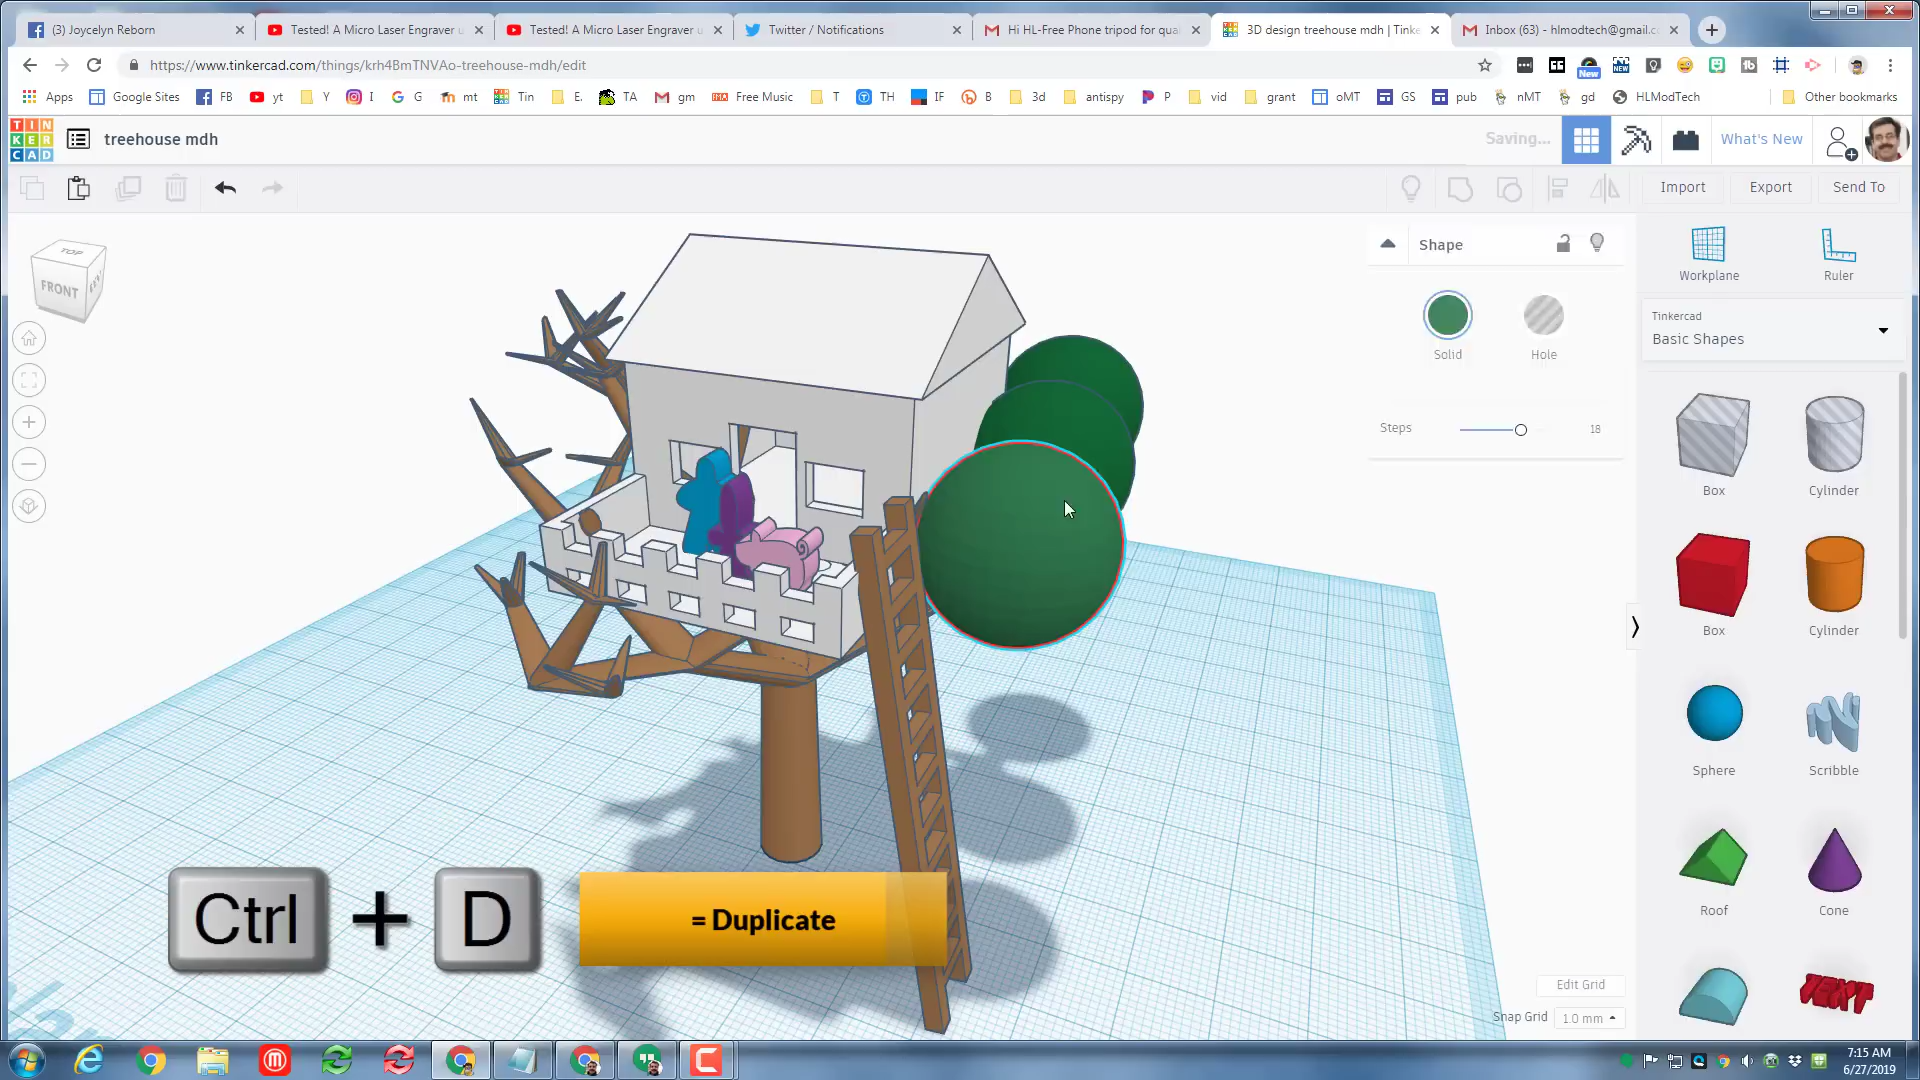 (3) Joycelyn Reborn
Tested! A Micro Laser Engraver u
Tested! A Micro Laser Engraver u
Twitter / Notifications
Hi HL-Free Phone tripod for qua
3D design treehouse mdh | Tinke
Inbox (63) - hlmodtech@gmail.c
https://www.tinkercad.com/things/krh4BmTNVAo-treehouse-mdh/edit
New
NEW
Apps
Google Sites
FB
yt
Y
I
G
mt
Tin
E.
TA
gm
Free Music
T
TH
IF
B
3d
antispy
P
vid
grant
oMT
GS
pub
nMT
gd
HLModTech
Other bookmarks
TIN
KER
CAD
treehouse mdh
Saving...
What's New
Import
Export
Send To
TOP
FRONT
Shape
Solid
Hole
Steps
18
Workplane
Ruler
Tinkercad
Basic Shapes
Box
Cylinder
Box
Cylinder
Sphere
Scribble
Roof
Cone
TEXT
Ctrl + D = Duplicate
Edit Grid
Snap Grid
1.0 mm
7:15 AM
6/27/2019